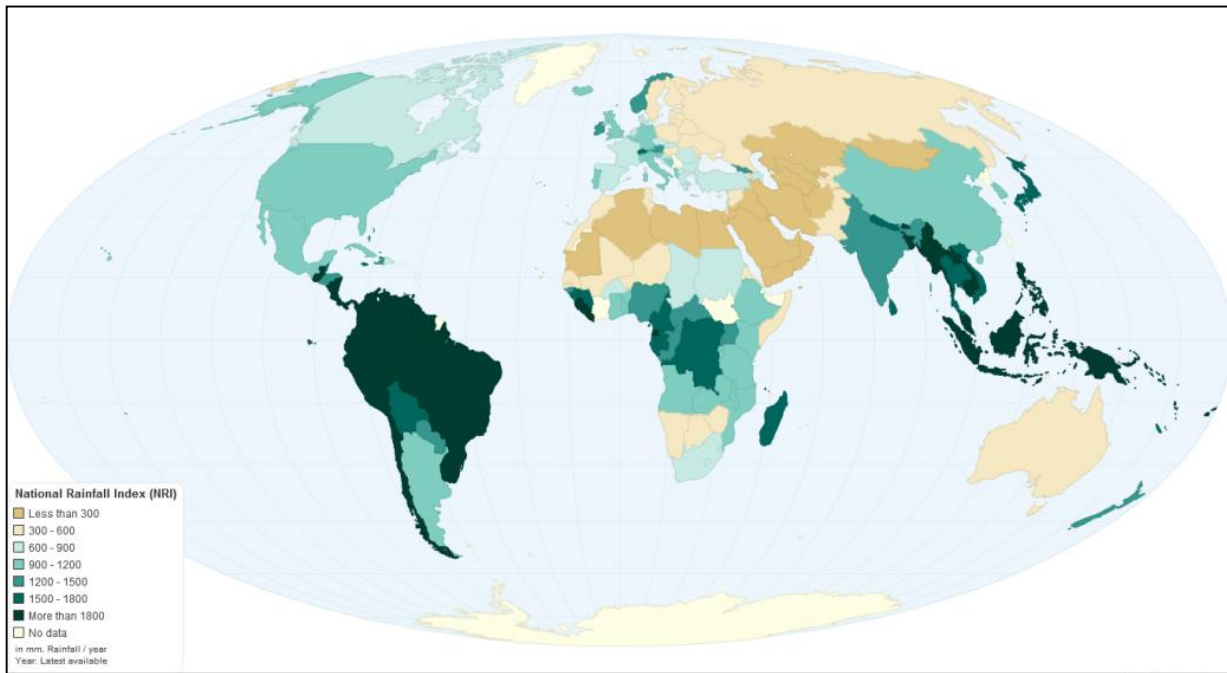 National Rainfall Index (NRI)
Less than 300
300 - 600
600 - 900
900 - 1200
1200 - 1500
1500 - 1800
More than 1800
No data
in mm. Rainfall / year
Year: Latest available